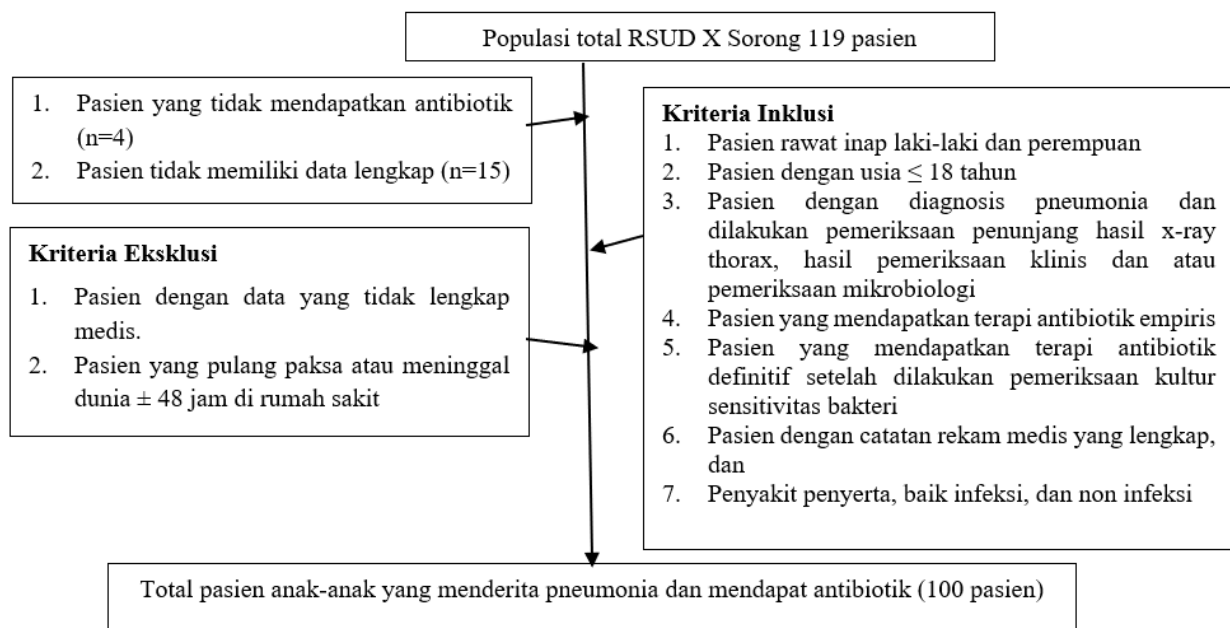 Populasi total RSUD X Sorong 119 pasien
1. Pasien yang tidak mendapatkan antibiotik
(n=4)
2. Pasien tidak memiliki data lengkap (n=15)
Kriteria Inklusi
1. Pasien rawat inap laki-laki dan perempuan
2. Pasien dengan usia ≤ 18 tahun
3. Pasien dengan diagnosis pneumonia dan
dilakukan pemeriksaan penunjang hasil x-ray
thorax, hasil pemeriksaan klinis dan atau
pemeriksaan mikrobiologi
4. Pasien yang mendapatkan terapi antibiotik empiris
5. Pasien yang mendapatkan terapi antibiotik
definitif setelah dilakukan pemeriksaan kultur
sensitivitas bakteri
6. Pasien dengan catatan rekam medis yang lengkap,
dan
7. Penyakit penyerta, baik infeksi, dan non infeksi
Kriteria Eksklusi
1. Pasien dengan data yang tidak lengkap
medis.
2. Pasien yang pulang paksa atau meninggal
dunia ± 48 jam di rumah sakit
Total pasien anak-anak yang menderita pneumonia dan mendapat antibiotik (100 pasien)